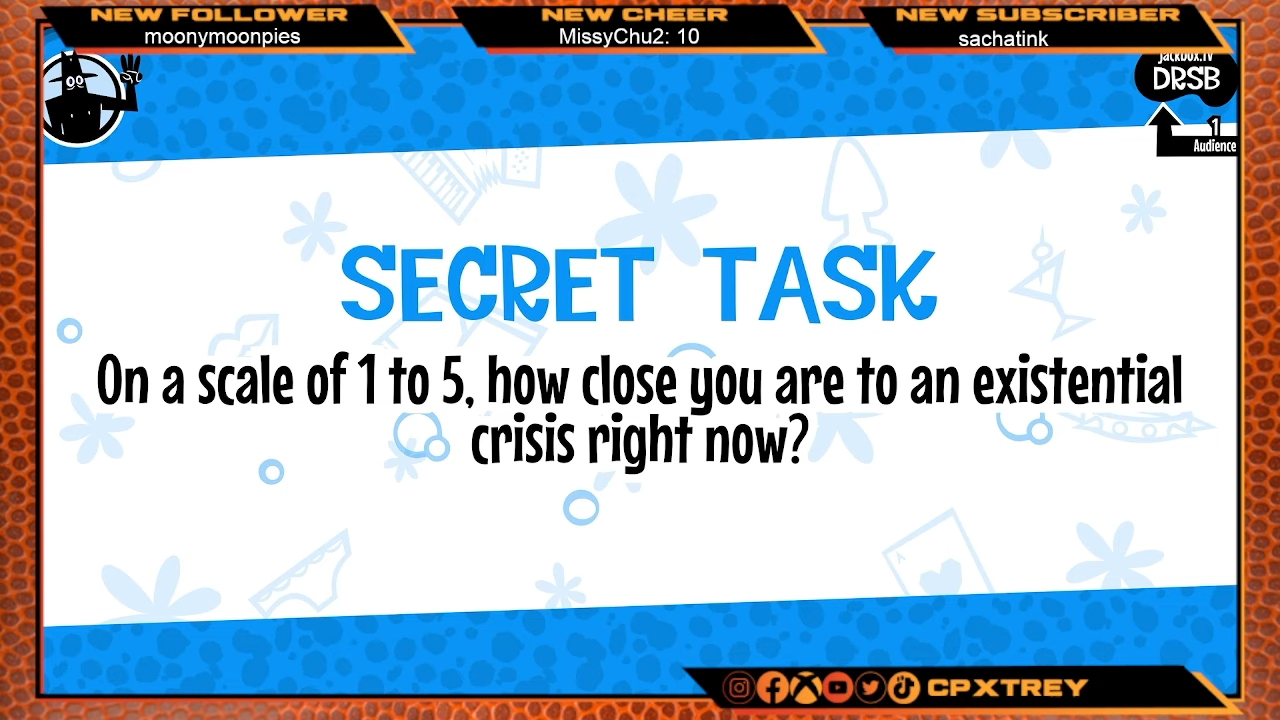 NEW FOLLOWER
moonymoonpies
NEW CHEER
MissyChu2: 10
NEW SUBSCRIBER
sachatink
jackbox.tv
DRSB
1
Audience
SECRET TASK
On a scale of 1 to 5, how close you are to an existential
crisis right now?
CPXTREY